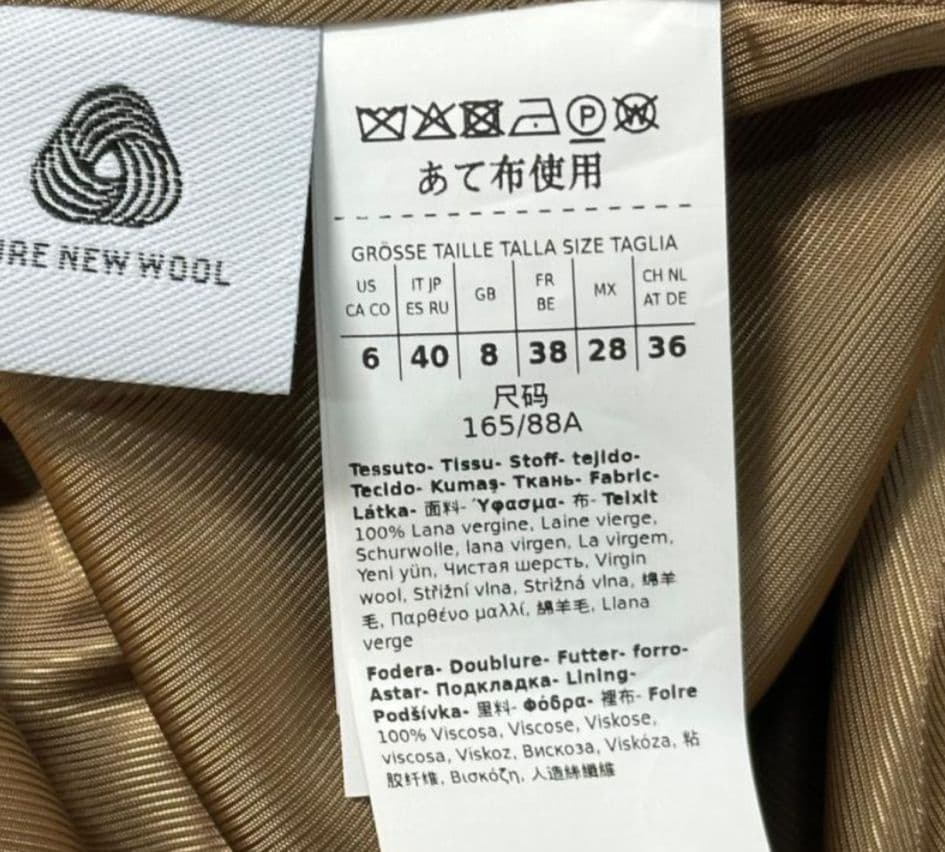 URE NEW WOOL
P W
あて布使用
GRÖSSE TAILLE TALLA SIZE TAGLIA
US CA CO | IT JP ES RU | GB | FR BE | MX | CH NL AT DE
6 | 40 | 8 | 38 | 28 | 36
尺码
165/88A
Tessuto- Tissu- Stoff- tejido-
Tecido- Kumaş- Ткань- Fabric-
Látka- 面料- Ύφασμα- 布- Teixit
100% Lana vergine, Laine vierge,
Schurwolle, lana virgen, La virgem,
Yeni yün, Чистая шерсть, Virgin
wool, Střižní vlna, Strižná vlna, 绵羊
毛, Παρθένο μαλλί, 綿羊毛, Llana
verge
Fodera- Doublure- Futter- forro-
Astar- Подкладка- Lining-
Podšívka- 里料- Φόδρα- 裡布- Folre
100% Viscosa, Viscose, Viskose,
viscosa, Viskoz, Вискоза, Viskóza, 粘
胶纤维, Βισκόζη, 人造絲纖維